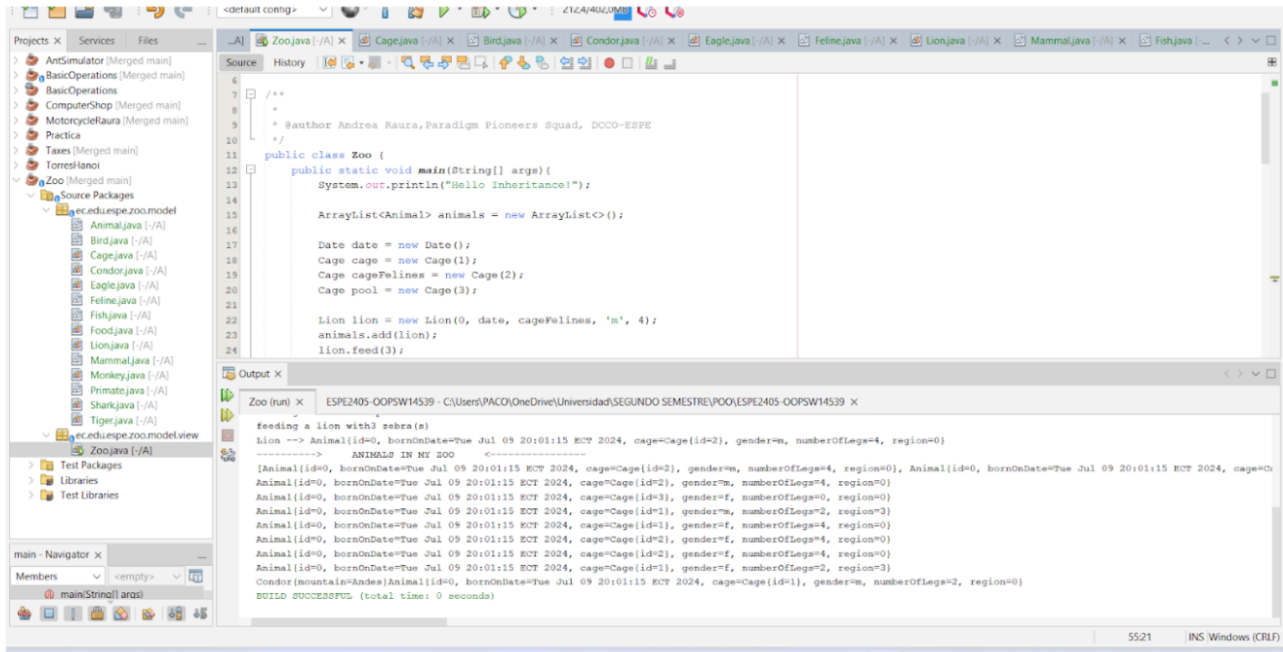 <default config>
212,4/402,0MB
Projects
Services
Files
AntSimulator [Merged main]
BasicOperations [Merged main]
BasicOperations
ComputerShop [Merged main]
MotorcycleRaura [Merged main]
Practica
Taxes [Merged main]
TorresHanoi
Zoo [Merged main]
Source Packages
ec.edu.espe.zoo.model
Animal.java [-/A]
Bird.java [-/A]
Cage.java [-/A]
Condor.java [-/A]
Eagle.java [-/A]
Feline.java [-/A]
Fish.java [-/A]
Food.java [-/A]
Lion.java [-/A]
Mammal.java [-/A]
Monkey.java [-/A]
Primate.java [-/A]
Shark.java [-/A]
Tiger.java [-/A]
ec.edu.espe.zoo.model.view
Zoo.java [-/A]
Test Packages
Libraries
Test Libraries
main - Navigator
Members
<empty>
main(String[] args)
...A] Zoo.java [-/A] Cage.java [-/A] Bird.java [-/A] Condor.java [-/A] Eagle.java [-/A] Feline.java [-/A] Lion.java [-/A] Mammal.java [-/A] Fish.java [-...
Source History
6
7 /**
8 *
9 * @author Andrea Raura,Paradigm Pioneers Squad, DCCO-ESPE
10 */
11 public class Zoo {
12 public static void main(String[] args){
13 System.out.println("Hello Inheritance!");
14
15 ArrayList<Animal> animals = new ArrayList<>();
16
17 Date date = new Date();
18 Cage cage = new Cage(1);
19 Cage cageFelines = new Cage(2);
20 Cage pool = new Cage(3);
21
22 Lion lion = new Lion(0, date, cageFelines, 'm', 4);
23 animals.add(lion);
24 lion.feed(3);
Output
Zoo (run) ESPE2405-OOPSW14539 - C:\Users\PACO\OneDrive\Universidad\SEGUNDO SEMESTRE\POO\ESPE2405-OOPSW14539
feeding a lion with3 zebra(s)
Lion --> Animal{id=0, bornOnDate=Tue Jul 09 20:01:15 ECT 2024, cage=Cage{id=2}, gender=m, numberOfLegs=4, region=0}
----------> ANIMALS IN MY ZOO <----------------
[Animal{id=0, bornOnDate=Tue Jul 09 20:01:15 ECT 2024, cage=Cage{id=2}, gender=m, numberOfLegs=4, region=0}, Animal{id=0, bornOnDate=Tue Jul 09 20:01:15 ECT 2024, cage=Ca
Animal{id=0, bornOnDate=Tue Jul 09 20:01:15 ECT 2024, cage=Cage{id=2}, gender=m, numberOfLegs=4, region=0}
Animal{id=0, bornOnDate=Tue Jul 09 20:01:15 ECT 2024, cage=Cage{id=3}, gender=f, numberOfLegs=0, region=0}
Animal{id=0, bornOnDate=Tue Jul 09 20:01:15 ECT 2024, cage=Cage{id=1}, gender=m, numberOfLegs=2, region=3}
Animal{id=0, bornOnDate=Tue Jul 09 20:01:15 ECT 2024, cage=Cage{id=1}, gender=f, numberOfLegs=4, region=0}
Animal{id=0, bornOnDate=Tue Jul 09 20:01:15 ECT 2024, cage=Cage{id=2}, gender=f, numberOfLegs=4, region=0}
Animal{id=0, bornOnDate=Tue Jul 09 20:01:15 ECT 2024, cage=Cage{id=2}, gender=f, numberOfLegs=4, region=0}
Animal{id=0, bornOnDate=Tue Jul 09 20:01:15 ECT 2024, cage=Cage{id=1}, gender=f, numberOfLegs=2, region=3}
Condor{mountain=Andes}Animal{id=0, bornOnDate=Tue Jul 09 20:01:15 ECT 2024, cage=Cage{id=1}, gender=m, numberOfLegs=2, region=0}
BUILD SUCCESSFUL (total time: 0 seconds)
55:21 INS Windows (CRLF)